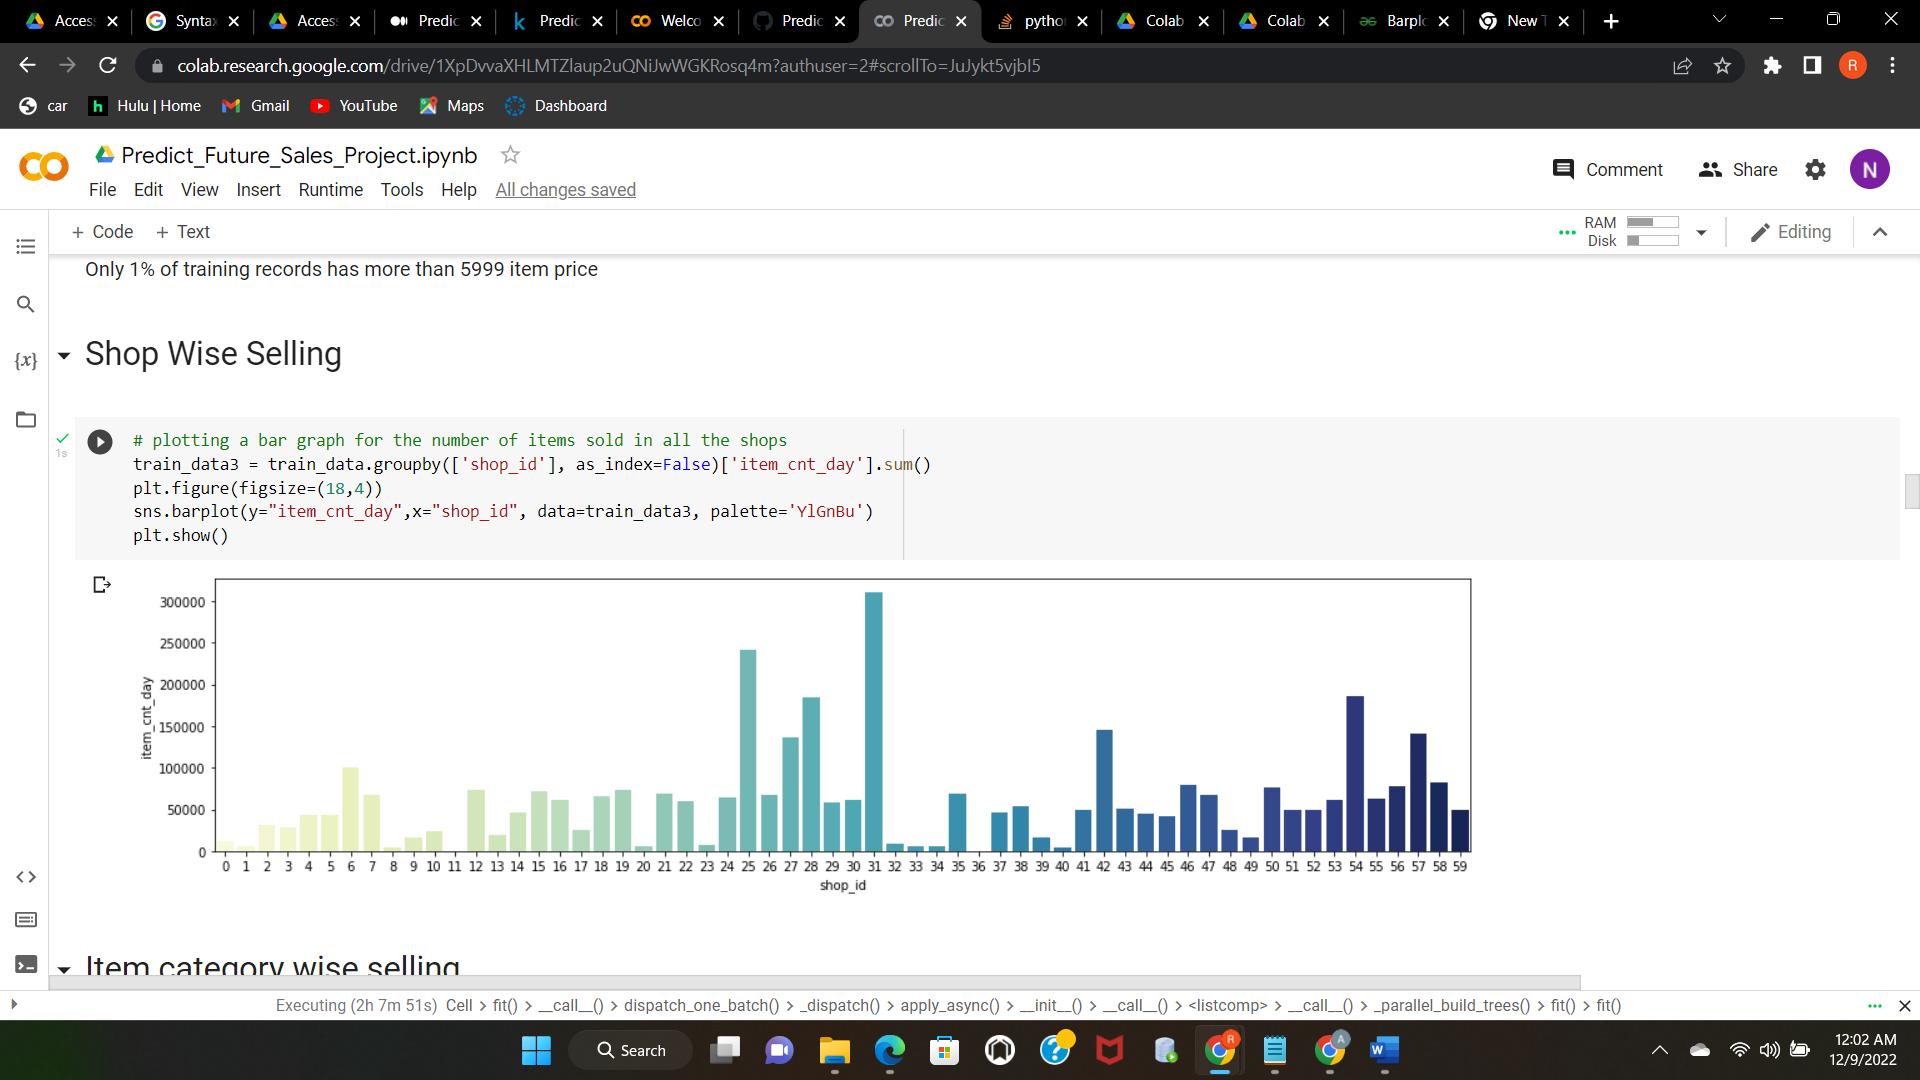 Access
Syntax
Access
Predic
Predic
Welco
Predic
Predic
pytho
Colab
Colab
Barplo
New T
colab.research.google.com/drive/1XpDvvaXHLMTZlaup2uQNiJwWGKRosq4m?authuser=2#scrollTo=JuJykt5vjbI5
R
car
Hulu | Home
Gmail
YouTube
Maps
Dashboard
Predict_Future_Sales_Project.ipynb
File Edit View Insert Runtime Tools Help All changes saved
Comment
Share
N
+ Code + Text
RAM
Disk
Editing
Only 1% of training records has more than 5999 item price
Shop Wise Selling
{x}
1s
# plotting a bar graph for the number of items sold in all the shops
train_data3 = train_data.groupby(['shop_id'], as_index=False)['item_cnt_day'].sum()
plt.figure(figsize=(18,4))
sns.barplot(y="item_cnt_day",x="shop_id", data=train_data3, palette='YlGnBu')
plt.show()
300000
250000
200000
150000
100000
50000
0
item_cnt_day
0 1 2 3 4 5 6 7 8 9 10 11 12 13 14 15 16 17 18 19 20 21 22 23 24 25 26 27 28 29 30 31 32 33 34 35 36 37 38 39 40 41 42 43 44 45 46 47 48 49 50 51 52 53 54 55 56 57 58 59
shop_id
Item category wise selling
Executing (2h 7m 51s) Cell > fit() > __call__() > dispatch_one_batch() > _dispatch() > apply_async() > __init__() > __call__() > <listcomp> > __call__() > _parallel_build_trees() > fit() > fit()
Search
12:02 AM
12/9/2022